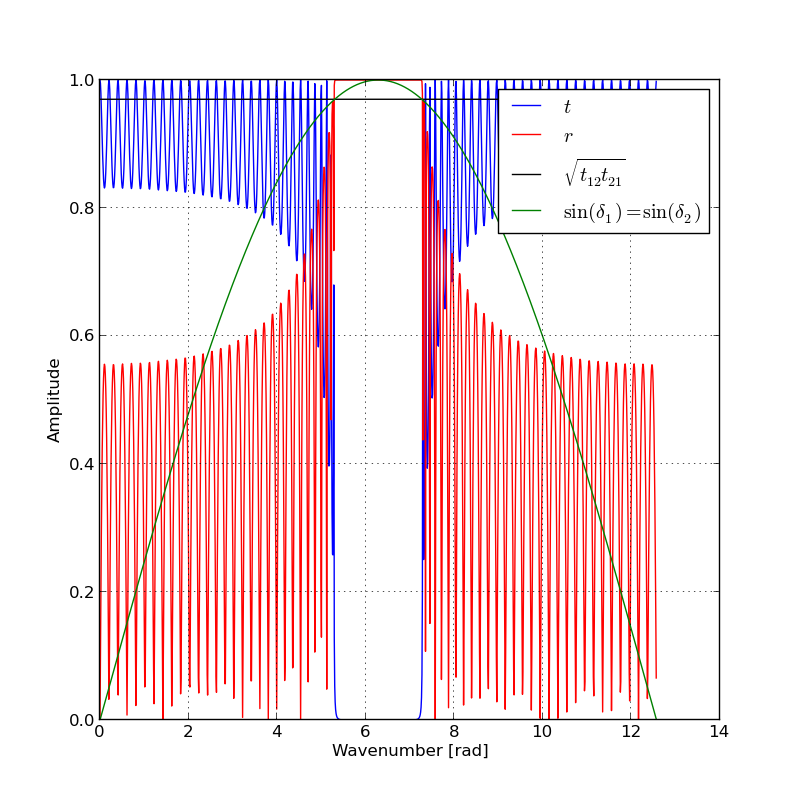 1.0
0.8
0.6
0.4
0.2
0.0
Amplitude
0 2 4 6 8 10 12 14
Wavenumber [rad]
t
r
√t₁₂t₂₁
sin(δ₁)=sin(δ₂)